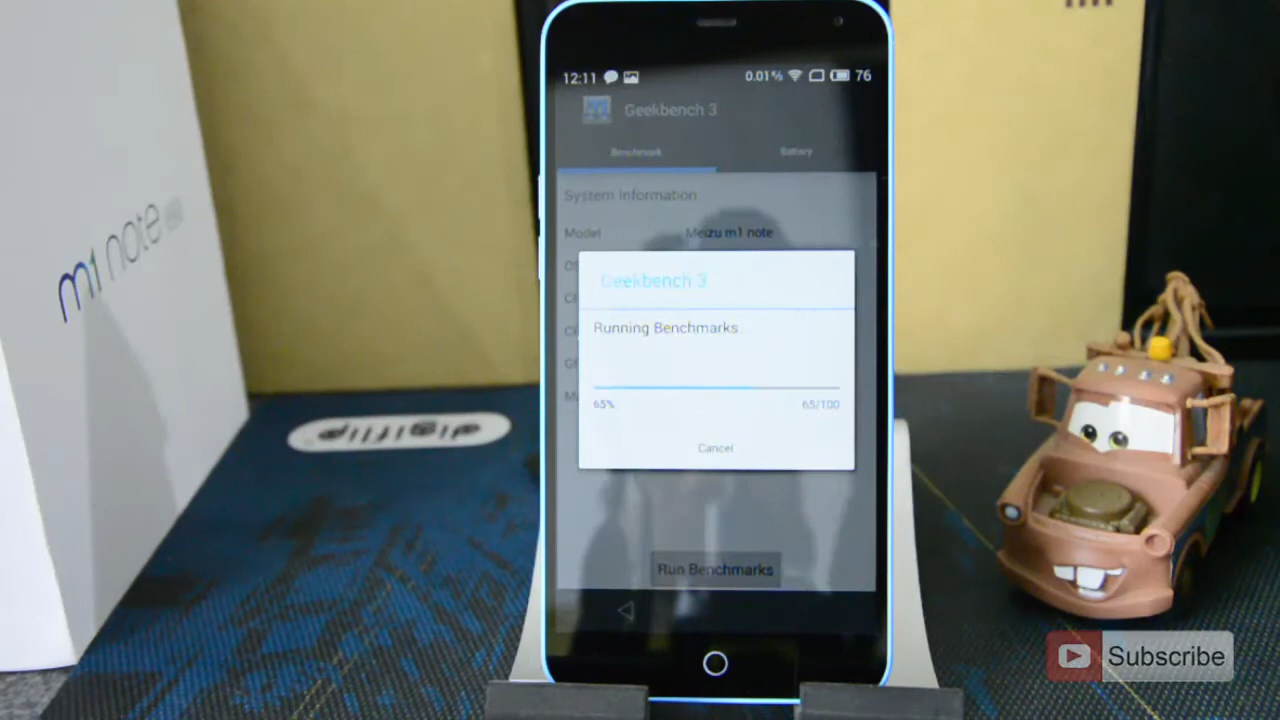 12:11
0.01% 76
Geekbench 3
Benchmark Battery
System Information
Model Meizu m1 note
Geekbench 3
Running Benchmarks...
65% 65/100
Cancel
Run Benchmarks
m1 note
digiflip
Subscribe